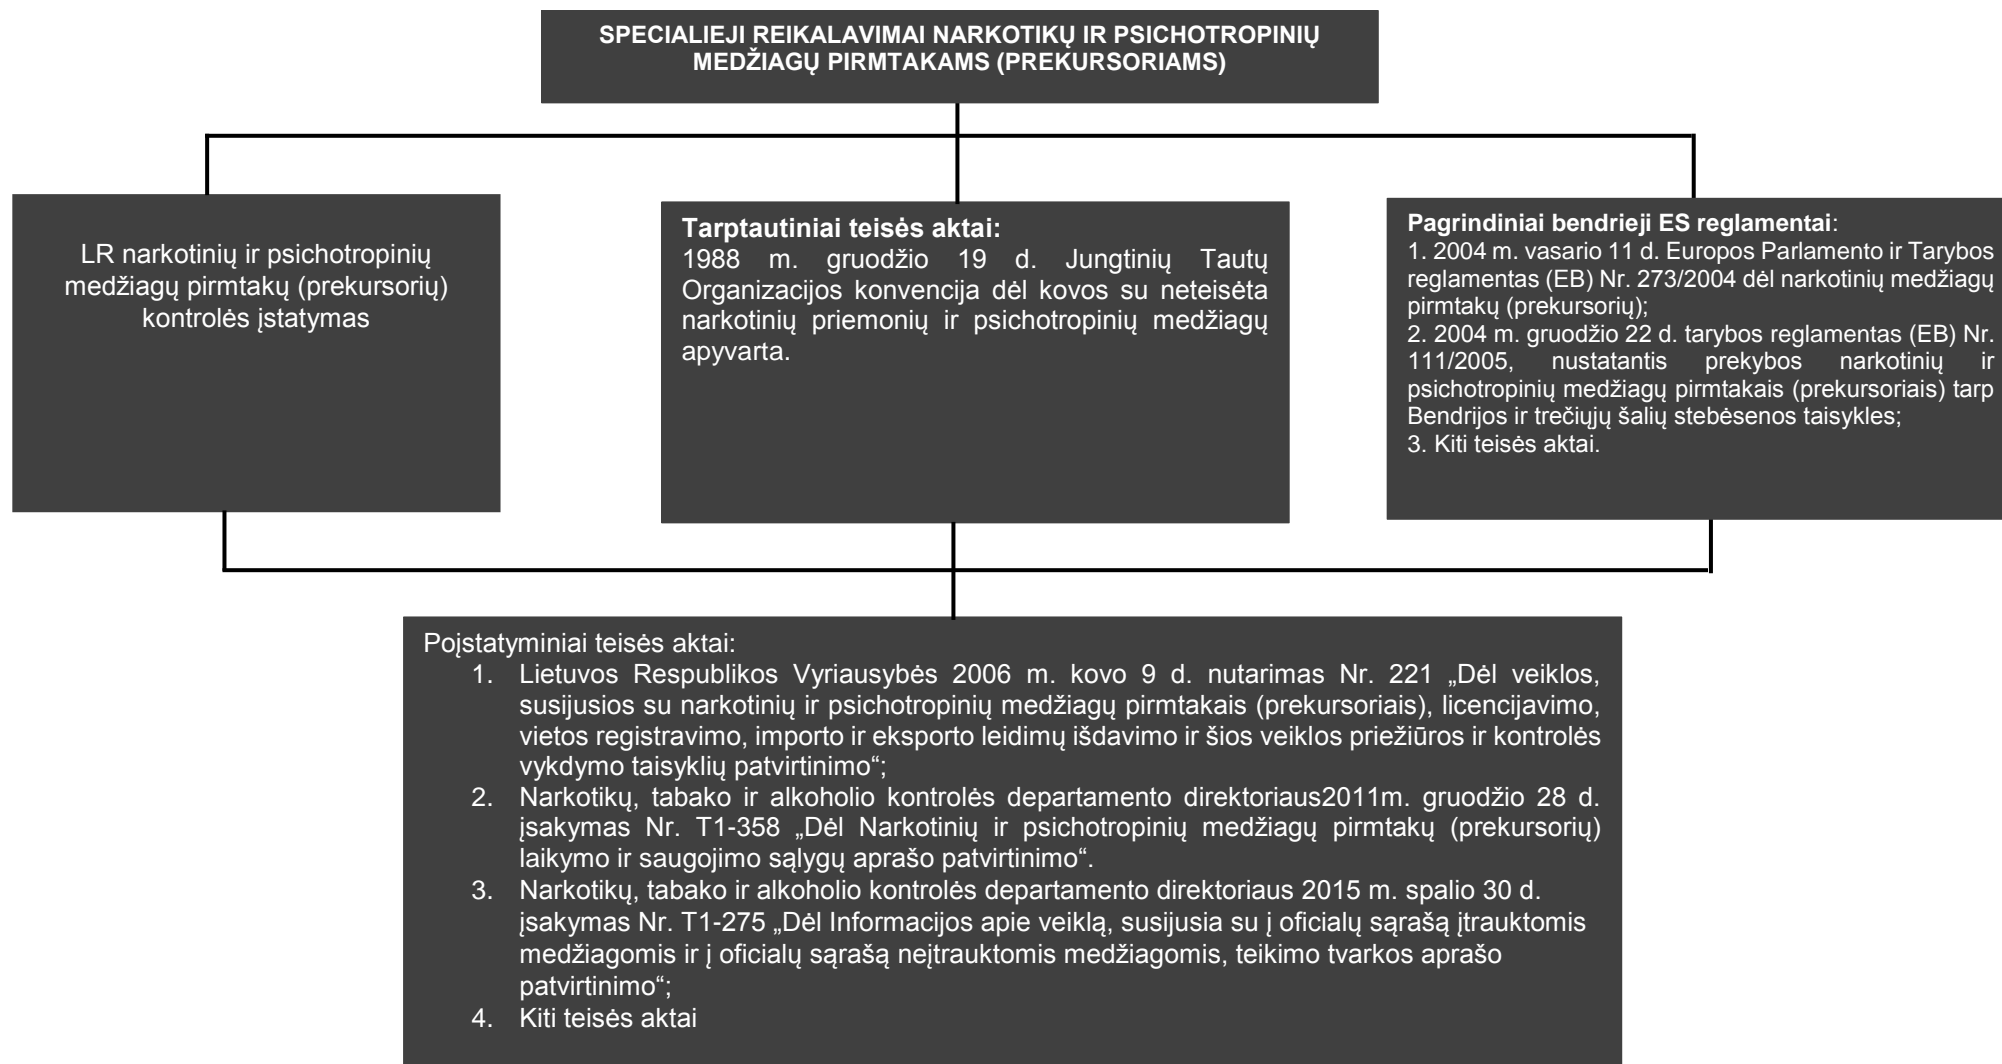 SPECIALIEJI REIKALAVIMAI NARKOTIKŲ IR PSICHOTROPINIŲ
MEDŽIAGŲ PIRMTAKAMS (PREKURSORIAMS)
LR narkotinių ir psichotropinių
medžiagų pirmtakų (prekursorių)
kontrolės įstatymas
Tarptautiniai teisės aktai:
1988 m. gruodžio 19 d. Jungtinių Tautų
Organizacijos konvencija dėl kovos su neteisėta
narkotinių priemonių ir psichotropinių medžiagų
apyvarta.
Pagrindiniai bendrieji ES reglamentai:
1. 2004 m. vasario 11 d. Europos Parlamento ir Tarybos
reglamentas (EB) Nr. 273/2004 dėl narkotinių medžiagų
pirmtakų (prekursorių);
2. 2004 m. gruodžio 22 d. tarybos reglamentas (EB) Nr.
111/2005, nustatantis prekybos narkotinių ir
psichotropinių medžiagų pirmtakais (prekursoriais) tarp
Bendrijos ir trečiųjų šalių stebėsenos taisykles;
3. Kiti teisės aktai.
Poįstatyminiai teisės aktai:
1. Lietuvos Respublikos Vyriausybės 2006 m. kovo 9 d. nutarimas Nr. 221 „Dėl veiklos,
susijusios su narkotinių ir psichotropinių medžiagų pirmtakais (prekursoriais), licencijavimo,
vietos registravimo, importo ir eksporto leidimų išdavimo ir šios veiklos priežiūros ir kontrolės
vykdymo taisyklių patvirtinimo“;
2. Narkotikų, tabako ir alkoholio kontrolės departamento direktoriaus2011m. gruodžio 28 d.
įsakymas Nr. T1-358 „Dėl Narkotinių ir psichotropinių medžiagų pirmtakų (prekursorių)
laikymo ir saugojimo sąlygų aprašo patvirtinimo“.
3. Narkotikų, tabako ir alkoholio kontrolės departamento direktoriaus 2015 m. spalio 30 d.
įsakymas Nr. T1-275 „Dėl Informacijos apie veiklą, susijusia su į oficialų sąrašą įtrauktomis
medžiagomis ir į oficialų sąrašą neįtrauktomis medžiagomis, teikimo tvarkos aprašo
patvirtinimo“;
4. Kiti teisės aktai